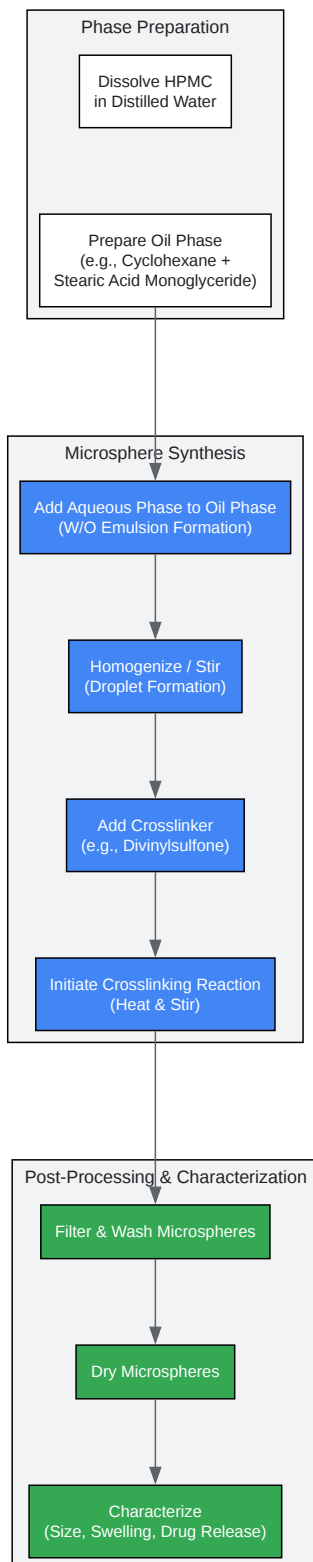 Phase Preparation
Dissolve HPMC
in Distilled Water
Prepare Oil Phase
(e.g., Cyclohexane +
Stearic Acid Monoglyceride)
Microsphere Synthesis
Add Aqueous Phase to Oil Phase
(W/O Emulsion Formation)
Homogenize / Stir
(Droplet Formation)
Add Crosslinker
(e.g., Divinylsulfone)
Initiate Crosslinking Reaction
(Heat & Stir)
Post-Processing & Characterization
Filter & Wash Microspheres
Dry Microspheres
Characterize
(Size, Swelling, Drug Release)